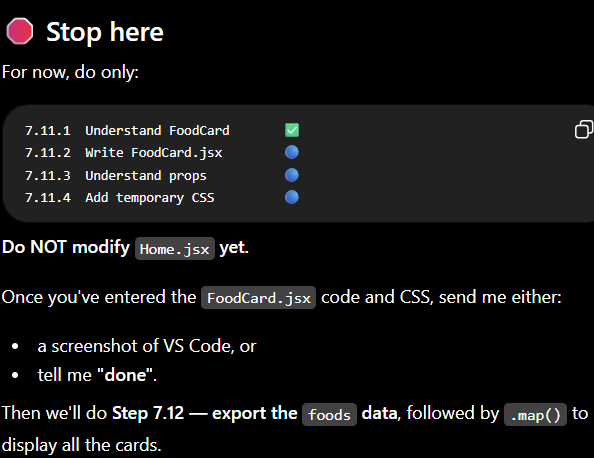 Stop here
For now, do only:
7.11.1 Understand FoodCard
7.11.2 Write FoodCard.jsx
7.11.3 Understand props
7.11.4 Add temporary CSS
Do NOT modify Home.jsx yet.
Once you've entered the FoodCard.jsx code and CSS, send me either:
• a screenshot of VS Code, or
• tell me "done".
Then we'll do Step 7.12 — export the foods data, followed by .map() to
display all the cards.